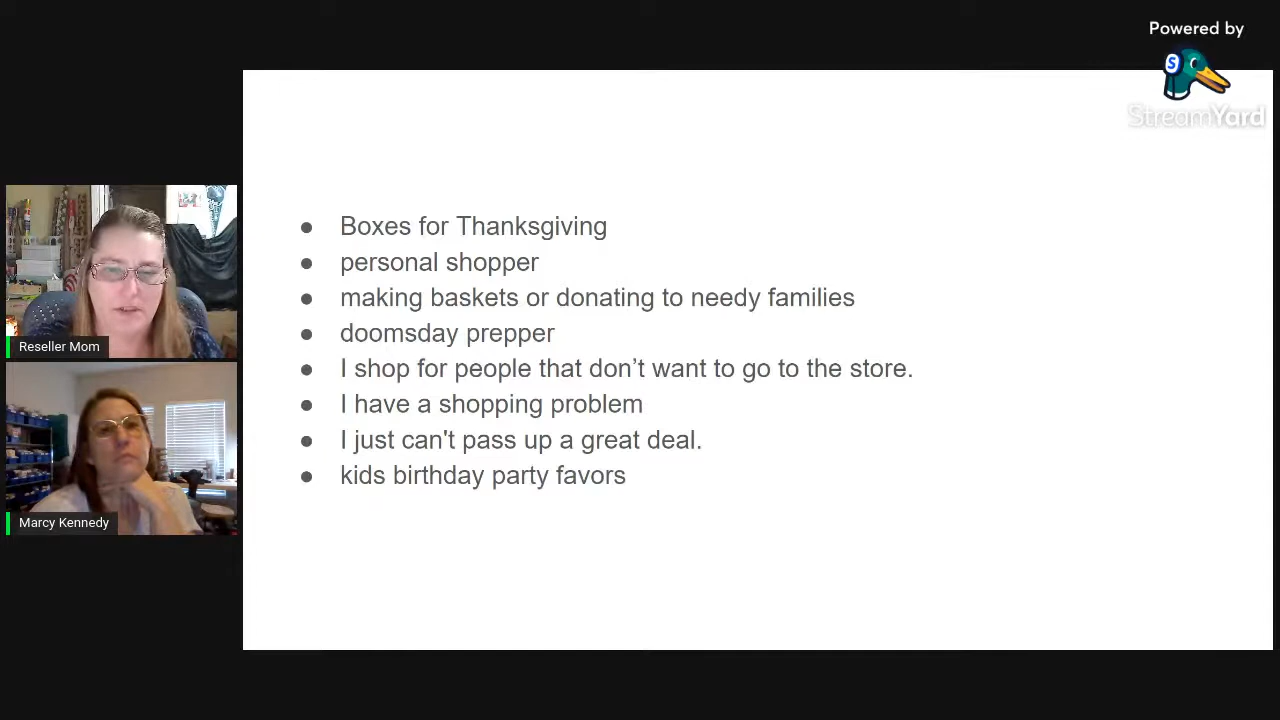 Powered by
S
StreamYard
Boxes for Thanksgiving
personal shopper
making baskets or donating to needy families
doomsday prepper
I shop for people that don’t want to go to the store.
I have a shopping problem
I just can't pass up a great deal.
kids birthday party favors
Reseller Mom
Marcy Kennedy